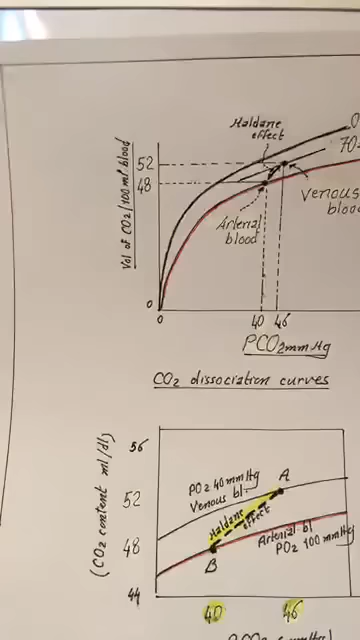 Haldane
effect
0
70
52
48
Vol of CO2/100 ml blood
Arterial
blood
Venous
blood
0
0
40
46
PCO2 mmHg
CO2 dissociation curves
(CO2 content ml/dl)
56
52
48
44
PO2 40 mmHg
Venous bl.
A
Haldane
effect
B
Arterial bl
PO2 100 mmHg
40
46